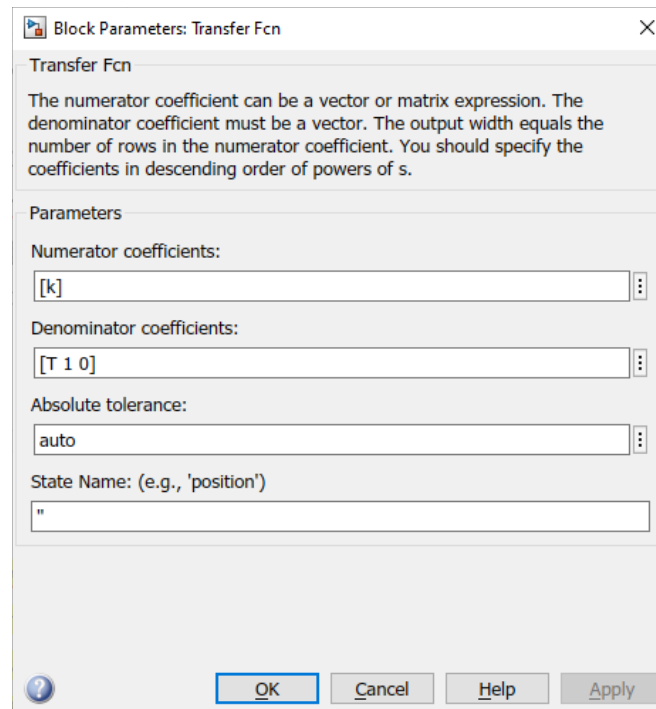 Block Parameters: Transfer Fcn
Transfer Fcn
The numerator coefficient can be a vector or matrix expression. The
denominator coefficient must be a vector. The output width equals the
number of rows in the numerator coefficient. You should specify the
coefficients in descending order of powers of s.
Parameters
Numerator coefficients:
[k]
Denominator coefficients:
[T 1 0]
Absolute tolerance:
auto
State Name: (e.g., 'position')
''
OK Cancel Help Apply